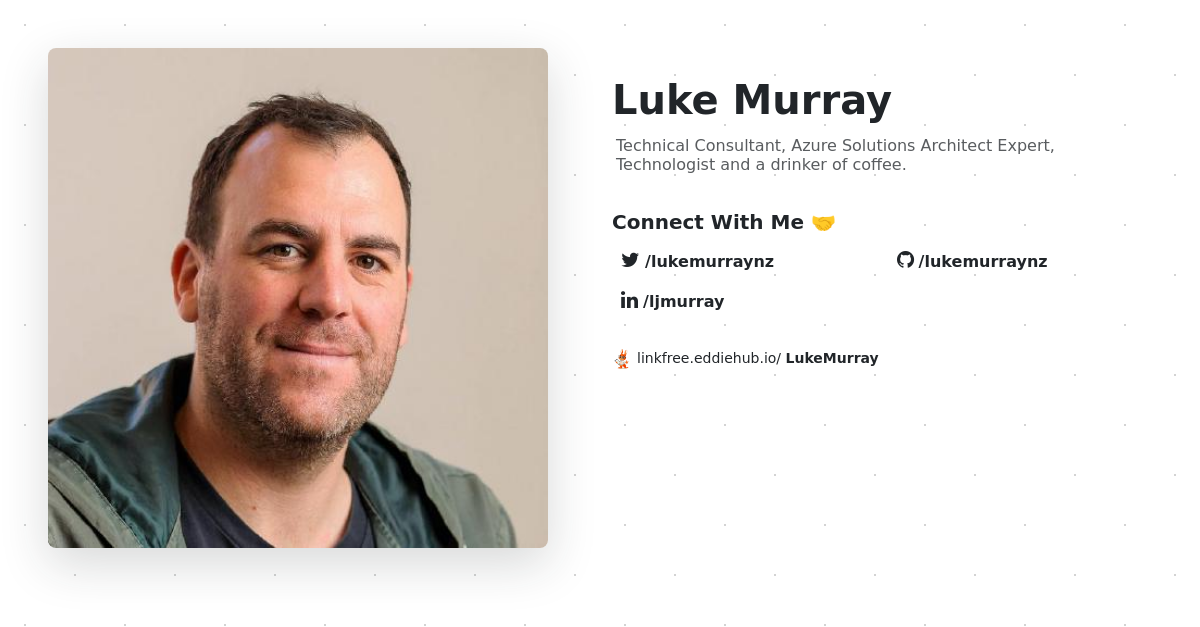 Luke Murray
Technical Consultant, Azure Solutions Architect Expert,
Technologist and a drinker of coffee.
Connect With Me 🤝
/lukemurraynz
/lukemurraynz
/ljmurray
linkfree.eddiehub.io/ LukeMurray